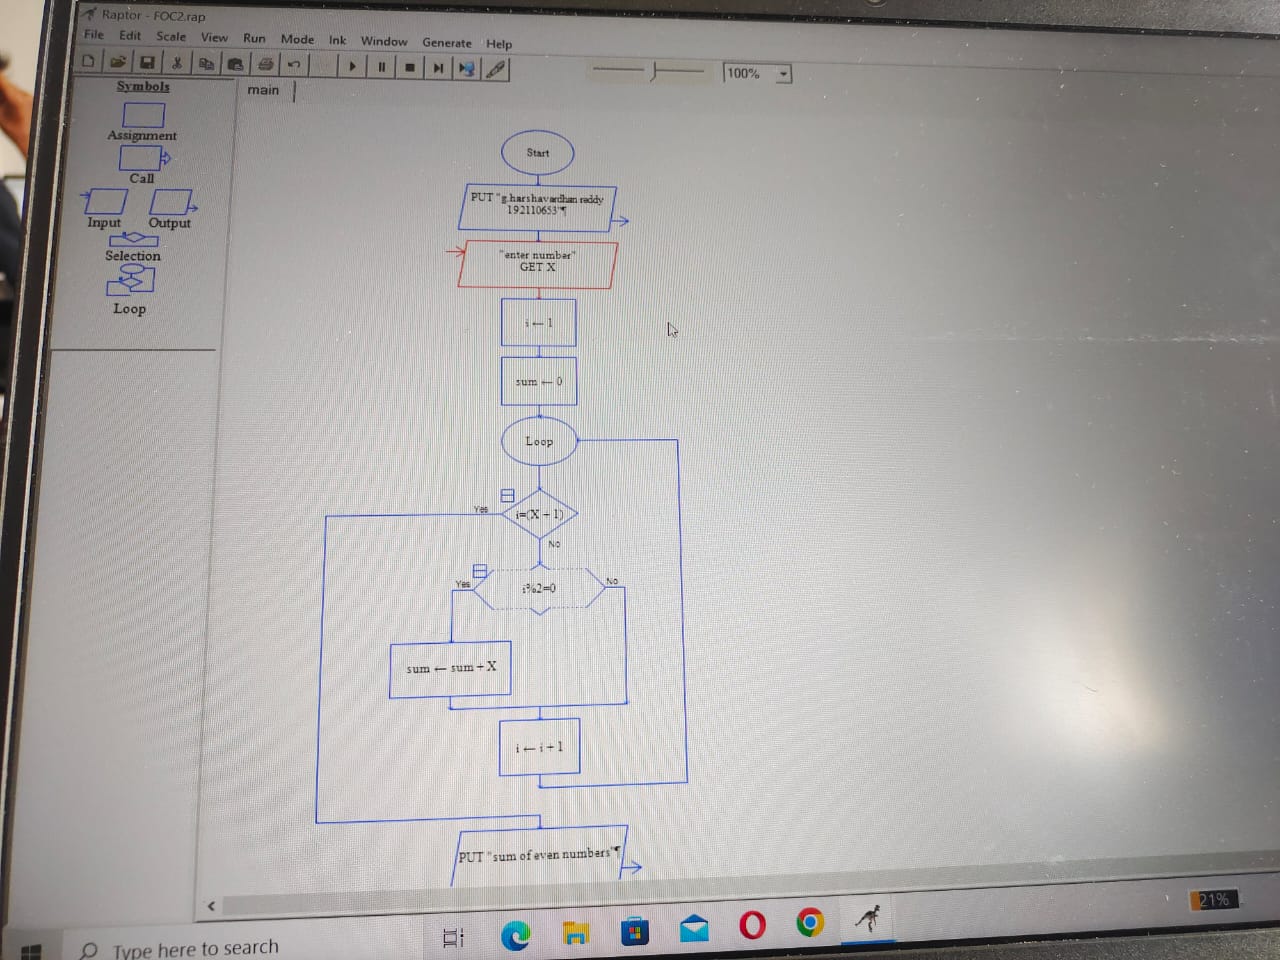 Raptor - FOC2.rap
File Edit Scale View Run Mode Ink Window Generate Help
100%
Symbols
Assignment
Call
Input Output
Selection
Loop
main
Start
PUT "g.harshavardhan reddy
192110653"¶
"enter number"
GET X
i ← 1
sum ← 0
Loop
Yes
i=(X + 1)
No
Yes
i%2=0
No
sum ← sum + X
i ← i + 1
PUT "sum of even numbers"¶
21%
Type here to search